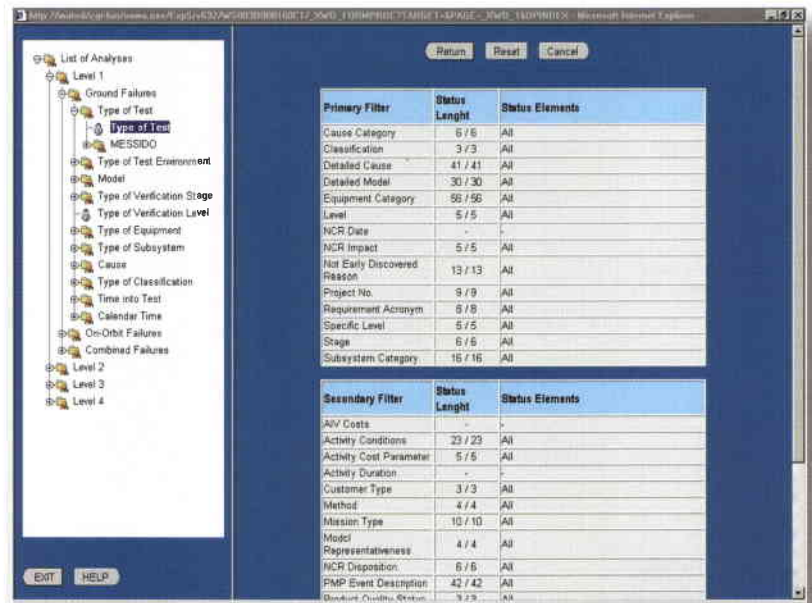 Microsoft Internet Explorer
List of Analyses
Level 1
Ground Failures
Type of Test
Type of Test
MESSIDO
Type of Test Environment
Model
Type of Verification Stage
Type of Verification Level
Type of Equipment
Type of Subsystem
Cause
Type of Classification
Time into Test
Calendar Time
On-Orbit Failures
Combined Failures
Level 2
Level 3
Level 4
EXIT HELP
Return Reset Cancel
Primary Filter Status Lenght Status Elements
Cause Category 6 / 6 All
Classification 3 / 3 All
Detailed Cause 41 / 41 All
Detailed Model 30 / 30 All
Equipment Category 56 / 56 All
Level 5 / 5 All
NCR Date - -
NCR Impact 5 / 5 All
Not Early Discovered Reason 13 / 13 All
Project No. 9 / 9 All
Requirement Acronym 8 / 8 All
Specific Level 5 / 5 All
Stage 6 / 6 All
Subsystem Category 16 / 16 All
Secondary Filter Status Lenght Status Elements
AIV Costs - -
Activity Conditions 23 / 23 All
Activity Cost Parameter 5 / 5 All
Activity Duration - -
Customer Type 3 / 3 All
Method 4 / 4 All
Mission Type 10 / 10 All
Model Representativeness 4 / 4 All
NCR Disposition 6 / 6 All
PMP Event Description 42 / 42 All
Product Quality Status 3 / 3 All